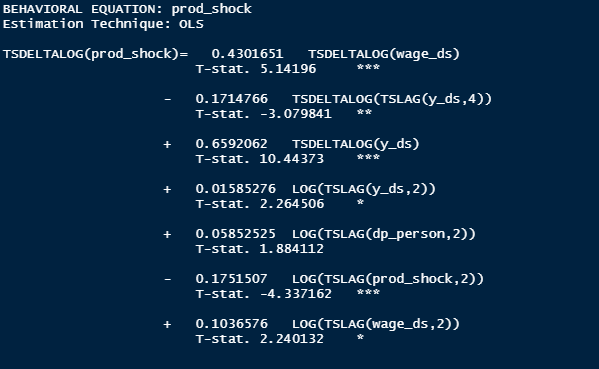 BEHAVIORAL EQUATION: prod_shock
Estimation Technique: OLS
TSDELTALOG(prod_shock)= 0.4301651 TSDELTALOG(wage_ds)
T-stat. 5.14196 ***
- 0.1714766 TSDELTALOG(TSLAG(y_ds,4))
T-stat. -3.079841 **
+ 0.6592062 TSDELTALOG(y_ds)
T-stat. 10.44373 ***
+ 0.01585276 LOG(TSLAG(y_ds,2))
T-stat. 2.264506 *
+ 0.05852525 LOG(TSLAG(dp_person,2))
T-stat. 1.884112
- 0.1751507 LOG(TSLAG(prod_shock,2))
T-stat. -4.337162 ***
+ 0.1036576 LOG(TSLAG(wage_ds,2))
T-stat. 2.240132 *